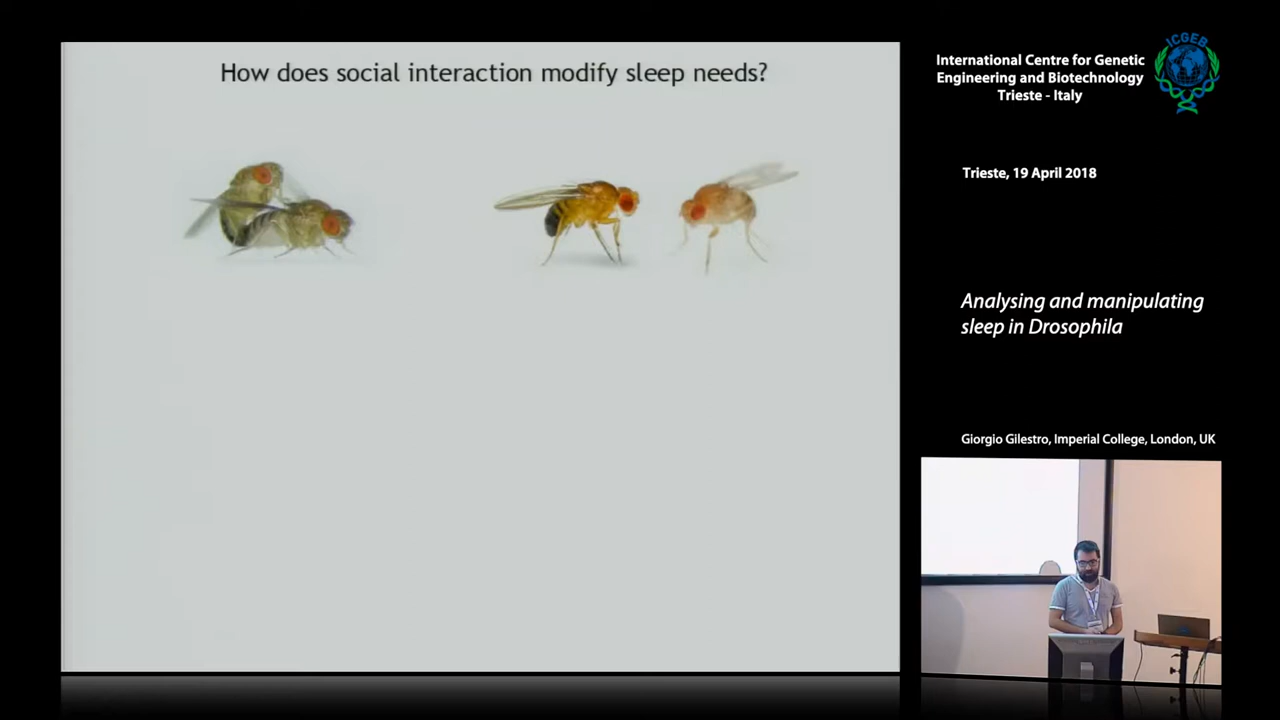 How does social interaction modify sleep needs?
ICGEB
International Centre for Genetic
Engineering and Biotechnology
Trieste - Italy
Trieste, 19 April 2018
Analysing and manipulating
sleep in Drosophila
Giorgio Gilestro, Imperial College, London, UK